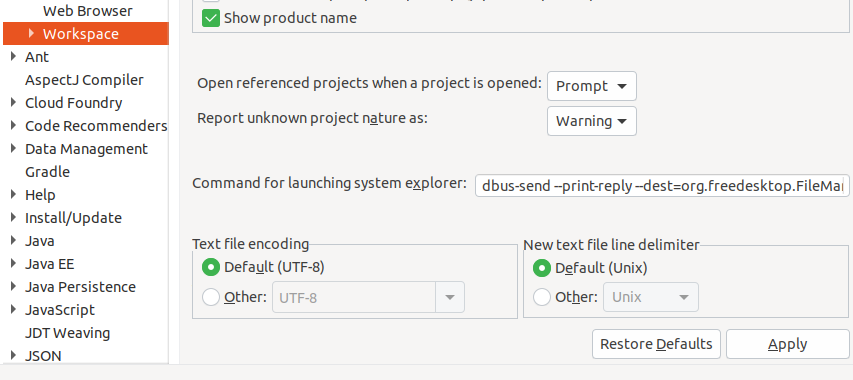 Web Browser
Workspace
Ant
AspectJ Compiler
Cloud Foundry
Code Recommenders
Data Management
Gradle
Help
Install/Update
Java
Java EE
Java Persistence
JavaScript
JDT Weaving
JSON
Show product name
Open referenced projects when a project is opened: Prompt
Report unknown project nature as: Warning
Command for launching system explorer: dbus-send --print-reply --dest=org.freedesktop.FileMan
Text file encoding
Default (UTF-8)
Other: UTF-8
New text file line delimiter
Default (Unix)
Other: Unix
Restore Defaults Apply